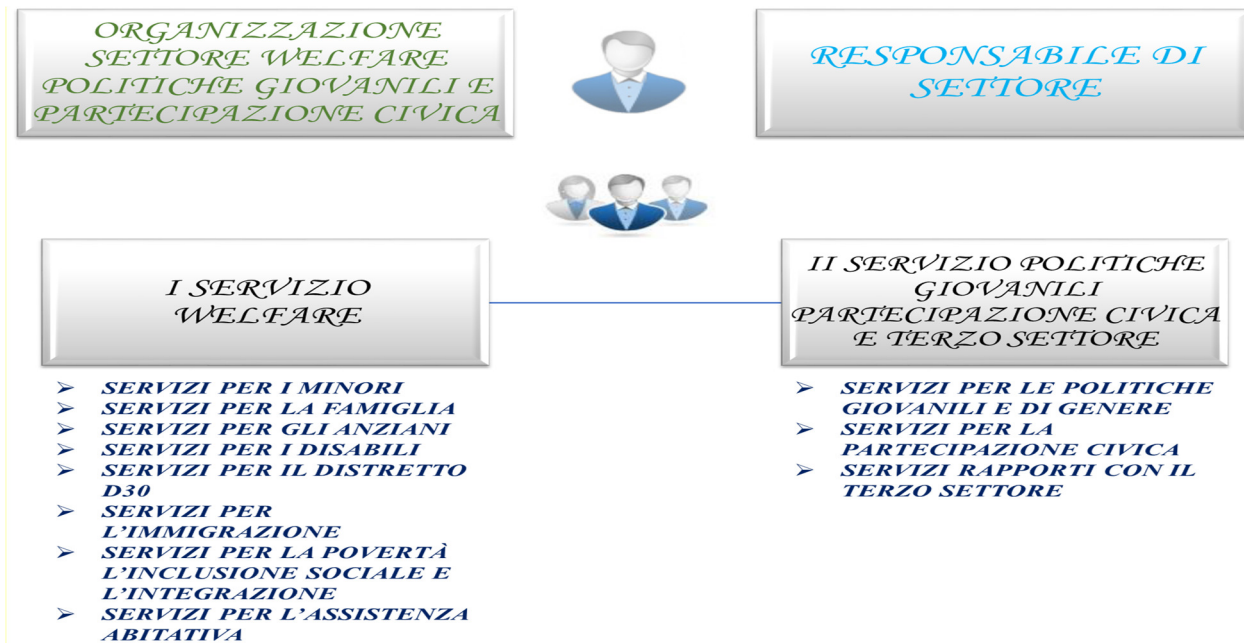 ORGANIZZAZIONE
SETTORE WELFARE
POLITICHE GIOVANILI E
PARTECIPAZIONE CIVICA
RESPONSABILE DI
SETTORE
I SERVIZIO
WELFARE
➢ SERVIZI PER I MINORI
➢ SERVIZI PER LA FAMIGLIA
➢ SERVIZI PER GLI ANZIANI
➢ SERVIZI PER I DISABILI
➢ SERVIZI PER IL DISTRETTO
D30
➢ SERVIZI PER
L’IMMIGRAZIONE
➢ SERVIZI PER LA POVERTÀ
L’INCLUSIONE SOCIALE E
L’INTEGRAZIONE
➢ SERVIZI PER L’ASSISTENZA
ABITATIVA
II SERVIZIO POLITICHE
GIOVANILI
PARTECIPAZIONE CIVICA
E TERZO SETTORE
➢ SERVIZI PER LE POLITICHE
GIOVANILI E DI GENERE
➢ SERVIZI PER LA
PARTECIPAZIONE CIVICA
➢ SERVIZI RAPPORTI CON IL
TERZO SETTORE